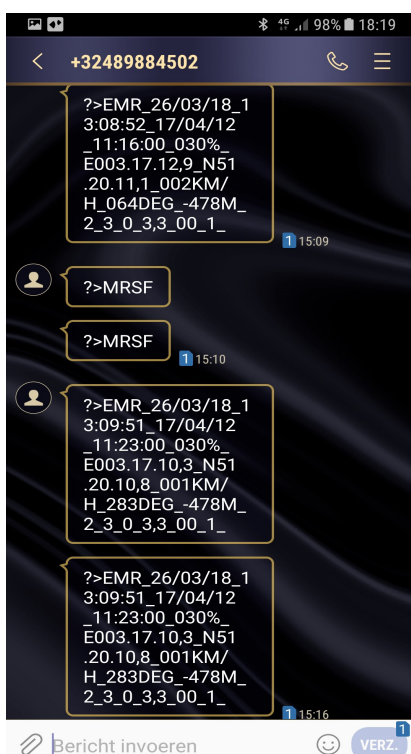 4G 98% 18:19
+32489884502
?>EMR_26/03/18_1
3:08:52_17/04/12
_11:16:00_030%_
E003.17.12,9_N51
.20.11,1_002KM/
H_064DEG_-478M_
2_3_0_3,3_00_1_
1 15:09
?>MRSF
?>MRSF
1 15:10
?>EMR_26/03/18_1
3:09:51_17/04/12
_11:23:00_030%_
E003.17.10,3_N51
.20.10,8_001KM/
H_283DEG_-478M_
2_3_0_3,3_00_1_
?>EMR_26/03/18_1
3:09:51_17/04/12
_11:23:00_030%_
E003.17.10,3_N51
.20.10,8_001KM/
H_283DEG_-478M_
2_3_0_3,3_00_1_
1 15:16
Bericht invoeren
VERZ.
1